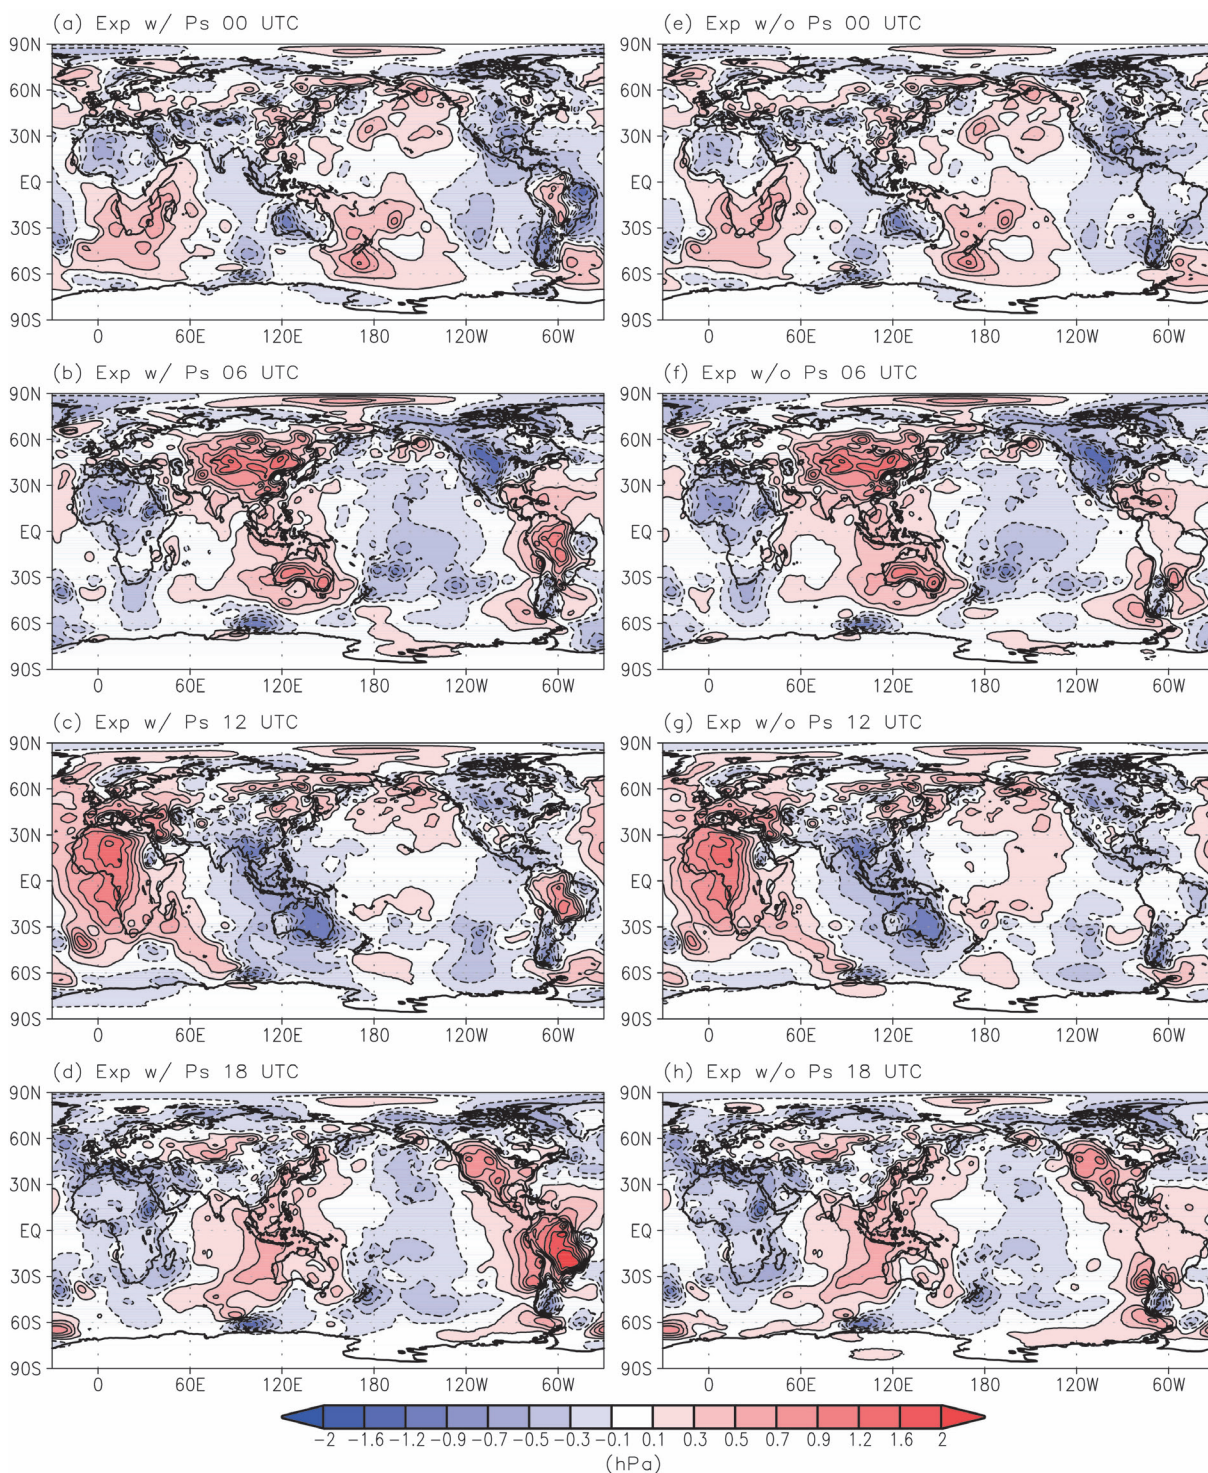 (a) Exp w/ Ps 00 UTC
90N
60N
30N
EQ
30S
60S
90S
0 60E 120E 180 120W 60W
(e) Exp w/o Ps 00 UTC
90N
60N
30N
EQ
30S
60S
90S
0 60E 120E 180 120W 60W
(b) Exp w/ Ps 06 UTC
90N
60N
30N
EQ
30S
60S
90S
0 60E 120E 180 120W 60W
(f) Exp w/o Ps 06 UTC
90N
60N
30N
EQ
30S
60S
90S
0 60E 120E 180 120W 60W
(c) Exp w/ Ps 12 UTC
90N
60N
30N
EQ
30S
60S
90S
0 60E 120E 180 120W 60W
(g) Exp w/o Ps 12 UTC
90N
60N
30N
EQ
30S
60S
90S
0 60E 120E 180 120W 60W
(d) Exp w/ Ps 18 UTC
90N
60N
30N
EQ
30S
60S
90S
0 60E 120E 180 120W 60W
(h) Exp w/o Ps 18 UTC
90N
60N
30N
EQ
30S
60S
90S
0 60E 120E 180 120W 60W
-2 -1.6 -1.2 -0.9 -0.7 -0.5 -0.3 -0.1 0.1 0.3 0.5 0.7 0.9 1.2 1.6 2
(hPa)